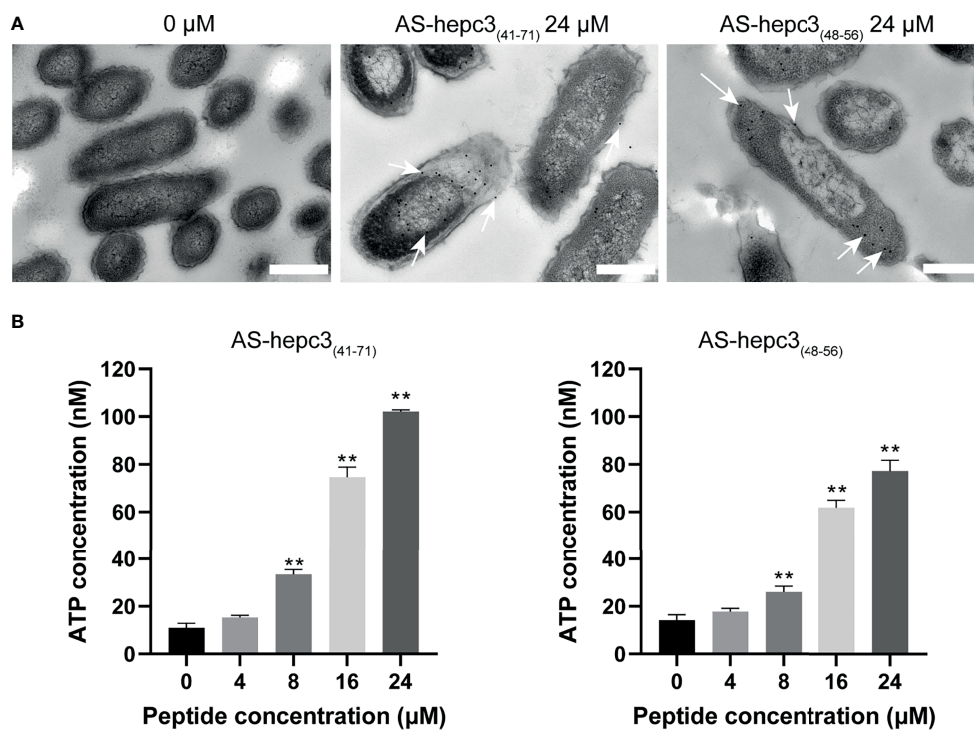 A
0 µM
AS-hepc3(41-71) 24 µM
AS-hepc3(48-56) 24 µM
B
AS-hepc3(41-71)
ATP concentration (nM)
120
100
80
60
40
20
0
**
**
**
0 4 8 16 24
Peptide concentration (µM)
AS-hepc3(48-56)
ATP concentration (nM)
120
100
80
60
40
20
0
**
**
**
0 4 8 16 24
Peptide concentration (µM)